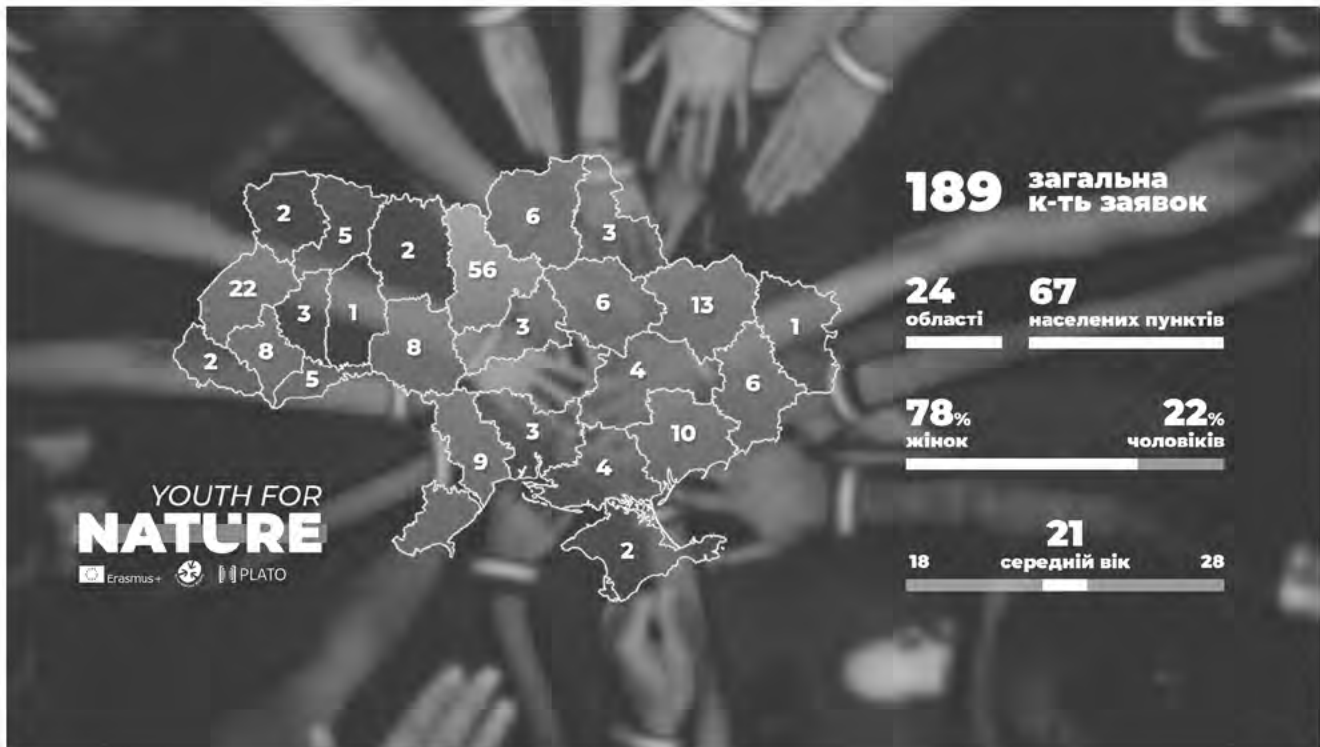 189 загальна
к-ть заявок
24
області
67
населених пунктів
78%
жінок
22%
чоловіків
21
18 середній вік 28
2
5
2
56
6
3
22
3
1
8
3
6
13
1
2
8
5
4
6
9
3
4
10
2
YOUTH FOR
NATURE
Erasmus+
PLATO